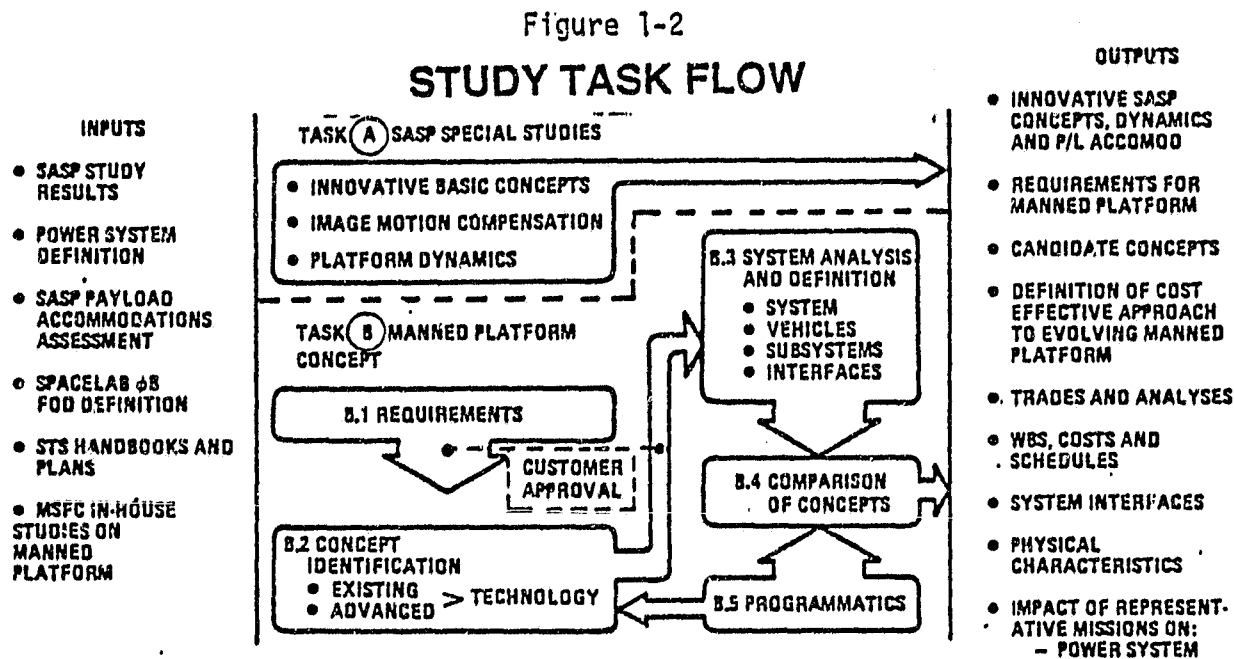 Figure 1-2
STUDY TASK FLOW
INPUTS
• SASP STUDY
RESULTS
• POWER SYSTEM
DEFINITION
• SASP PAYLOAD
ACCOMMODATIONS
ASSESSMENT
• SPACELAB ϕB
FOD DEFINITION
• STS HANDBOOKS AND
PLANS
• MSFC IN-HOUSE
STUDIES ON
MANNED
PLATFORM
TASK A SASP SPECIAL STUDIES
• INNOVATIVE BASIC CONCEPTS
• IMAGE MOTION COMPENSATION
• PLATFORM DYNAMICS
TASK B MANNED PLATFORM
CONCEPT
B.1 REQUIREMENTS
CUSTOMER
APPROVAL
B.2 CONCEPT
IDENTIFICATION
• EXISTING
• ADVANCED > TECHNOLOGY
B.3 SYSTEM ANALYSIS
AND DEFINITION
• SYSTEM
• VEHICLES
• SUBSYSTEMS
• INTERFACES
B.4 COMPARISON
OF CONCEPTS
B.5 PROGRAMMATICS
OUTPUTS
• INNOVATIVE SASP
CONCEPTS, DYNAMICS
AND P/L ACCOMOD
• REQUIREMENTS FOR
MANNED PLATFORM
• CANDIDATE CONCEPTS
• DEFINITION OF COST
EFFECTIVE APPROACH
TO EVOLVING MANNED
PLATFORM
• TRADES AND ANALYSES
• WBS, COSTS AND
SCHEDULES
• SYSTEM INTERFACES
• PHYSICAL
CHARACTERISTICS
• IMPACT OF REPRESENT-
ATIVE MISSIONS ON:
– POWER SYSTEM